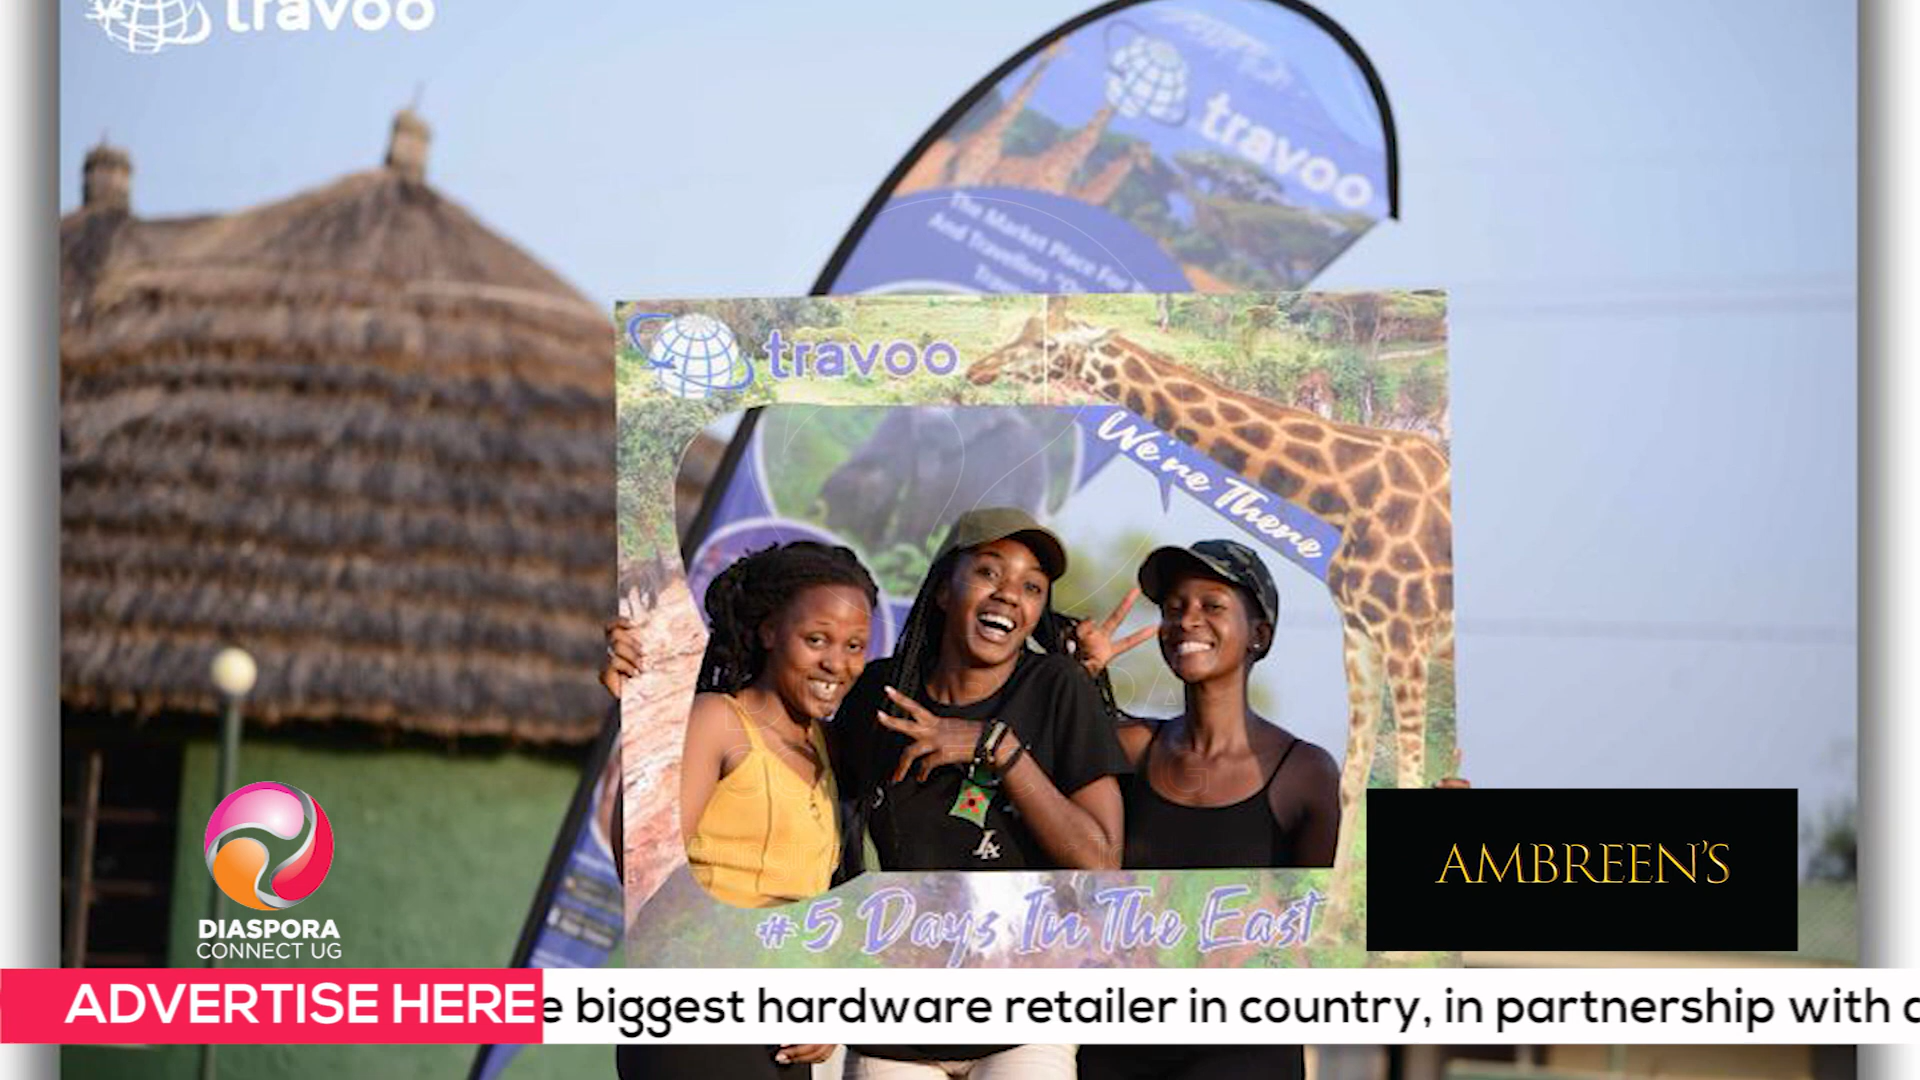 travoo
travoo
The Market Place For
And Travellers
travoo
We're There
#5 Days In The East
DIASPORA
CONNECT UG
AMBREEN'S
ADVERTISE HERE
biggest hardware retailer in country, in partnership with